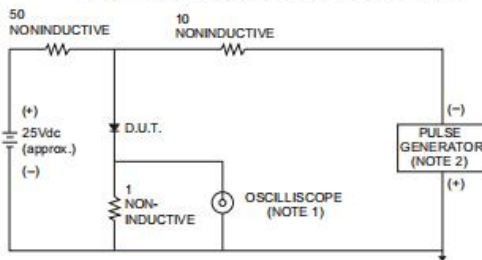 50
NONINDUCTIVE
10
NONINDUCTIVE
(+)
25Vdc
(approx.)
(−)
D.U.T.
1
NON-
INDUCTIVE
OSCILLISCOPE
(NOTE 1)
(−)
PULSE
GENERATOR
(NOTE 2)
(+)